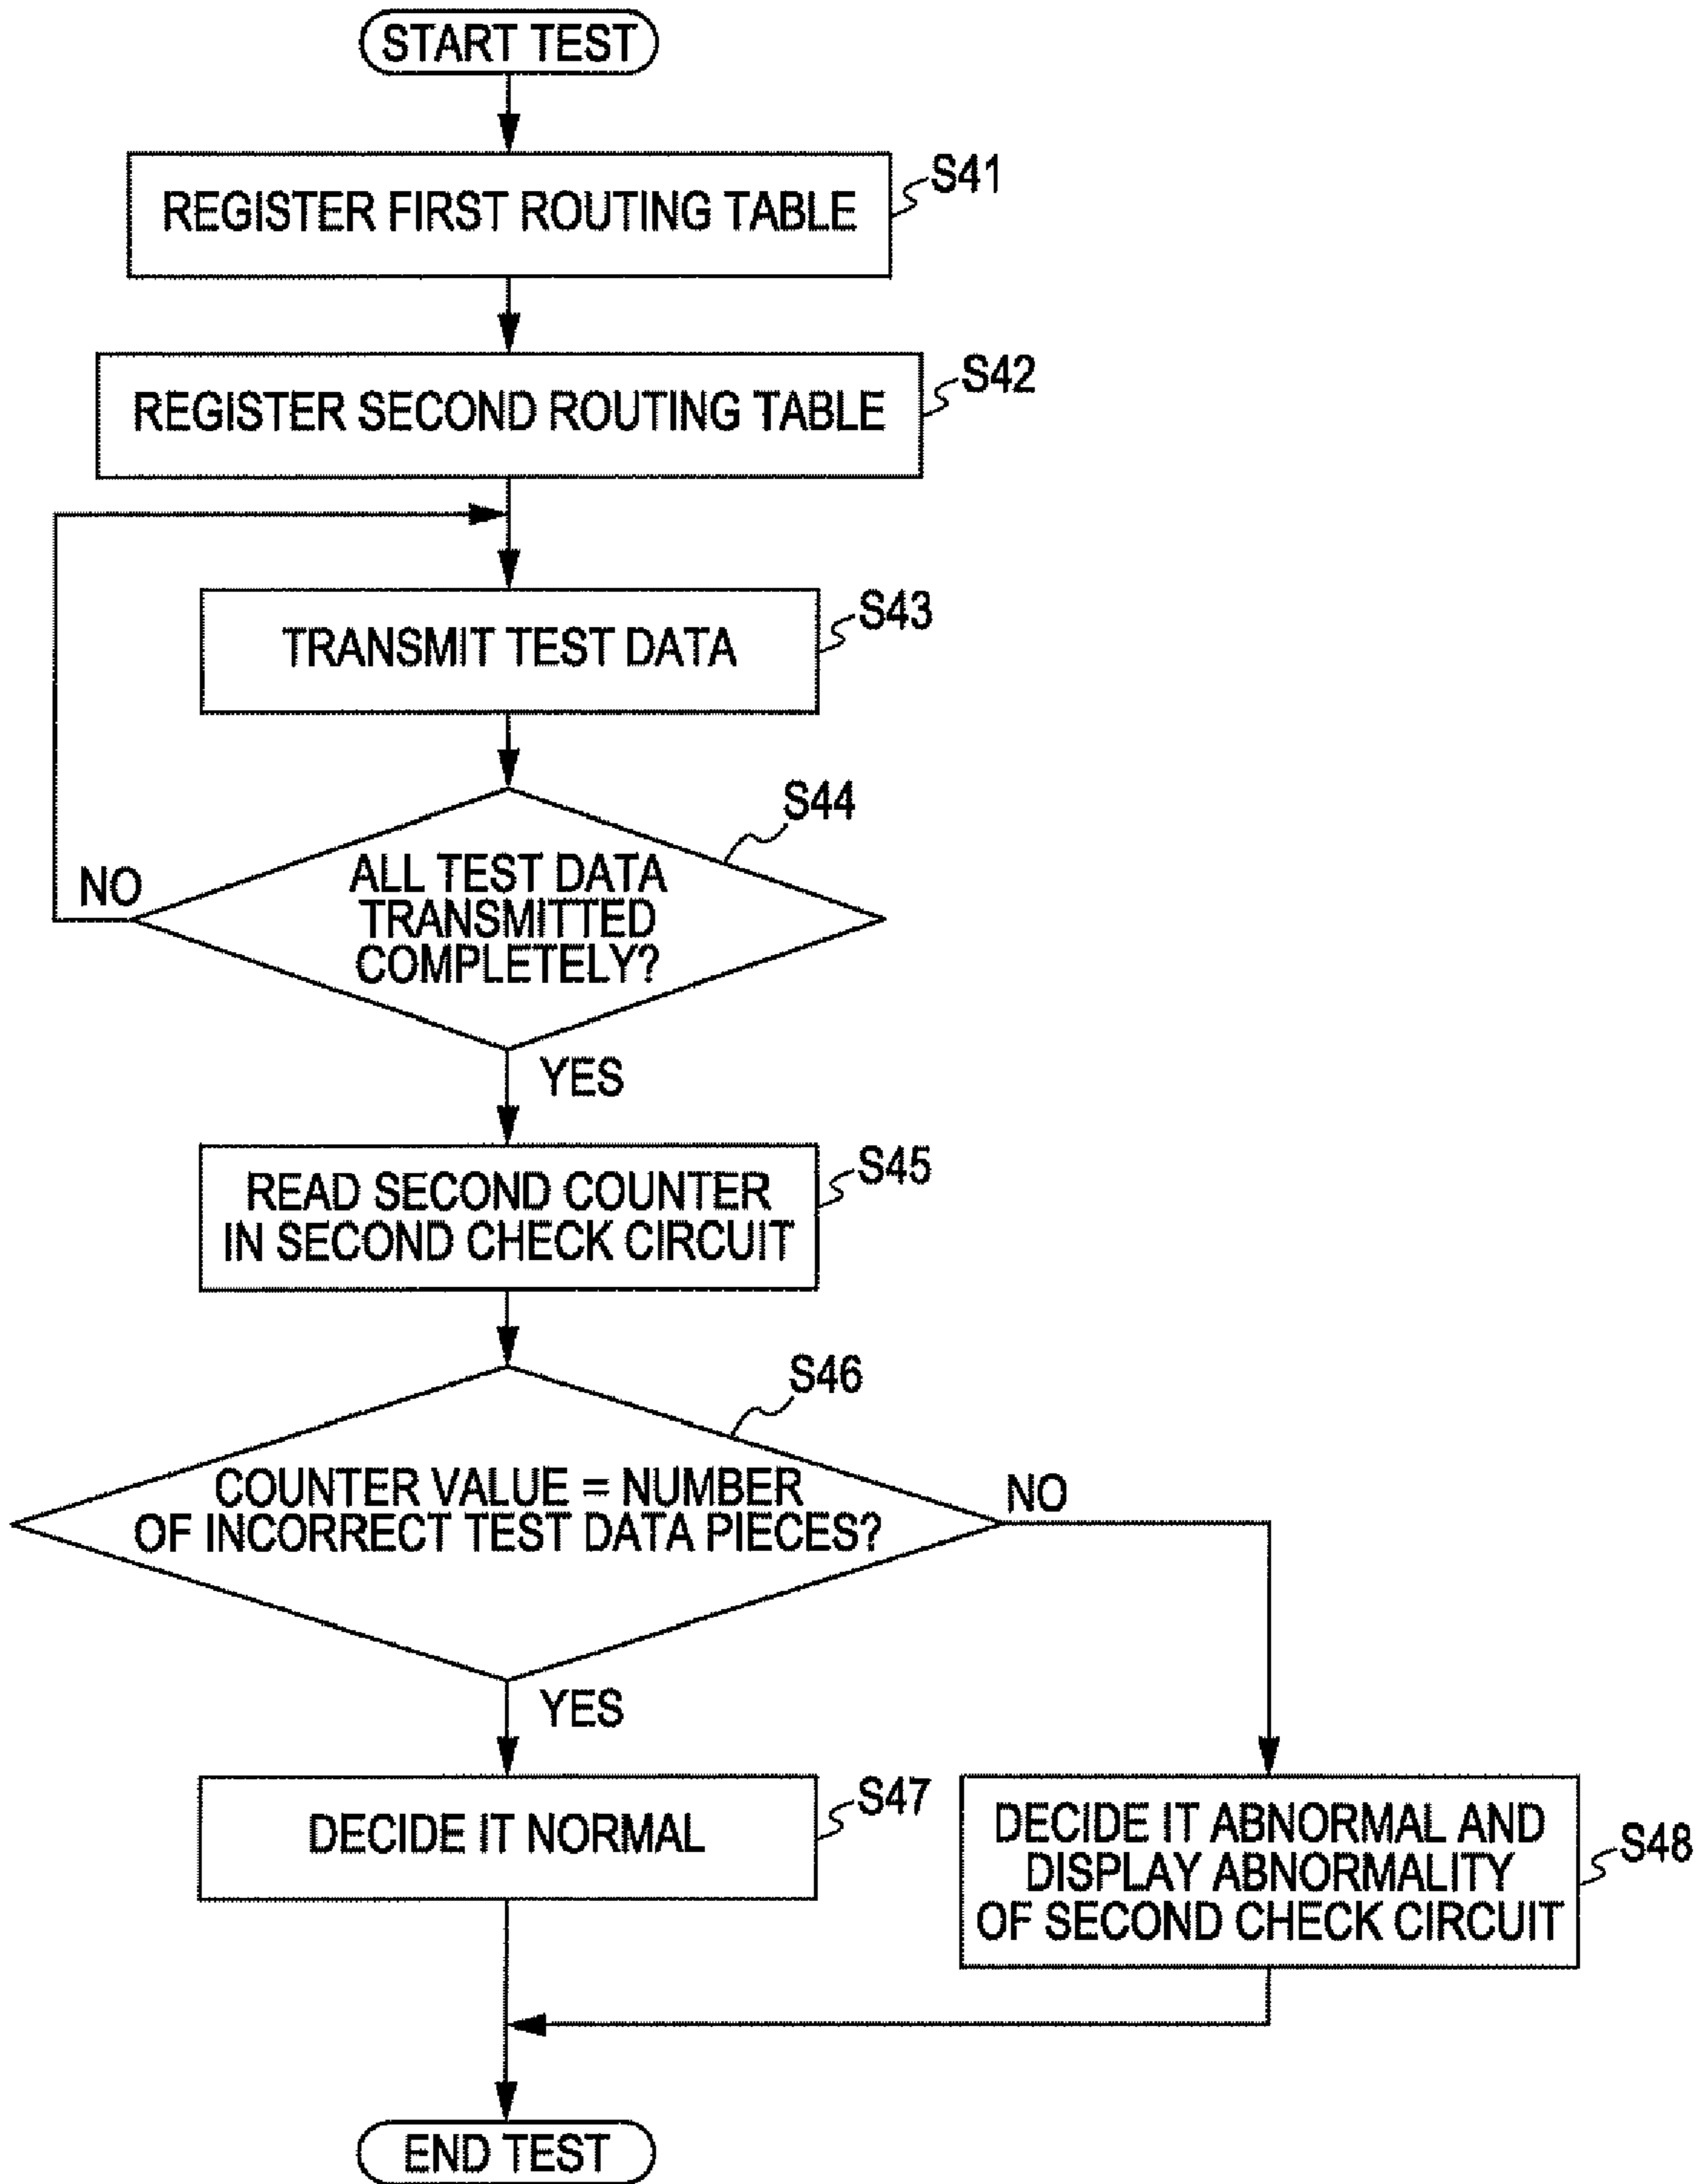 START TEST
REGISTER FIRST ROUTING TABLE
S41
REGISTER SECOND ROUTING TABLE
S42
TRANSMIT TEST DATA
S43
S44
ALL TEST DATA
TRANSMITTED
COMPLETELY?
NO
YES
READ SECOND COUNTER
IN SECOND CHECK CIRCUIT
S45
S46
COUNTER VALUE = NUMBER
OF INCORRECT TEST DATA PIECES?
NO
YES
DECIDE IT NORMAL
S47
DECIDE IT ABNORMAL AND
DISPLAY ABNORMALITY
OF SECOND CHECK CIRCUIT
S48
END TEST